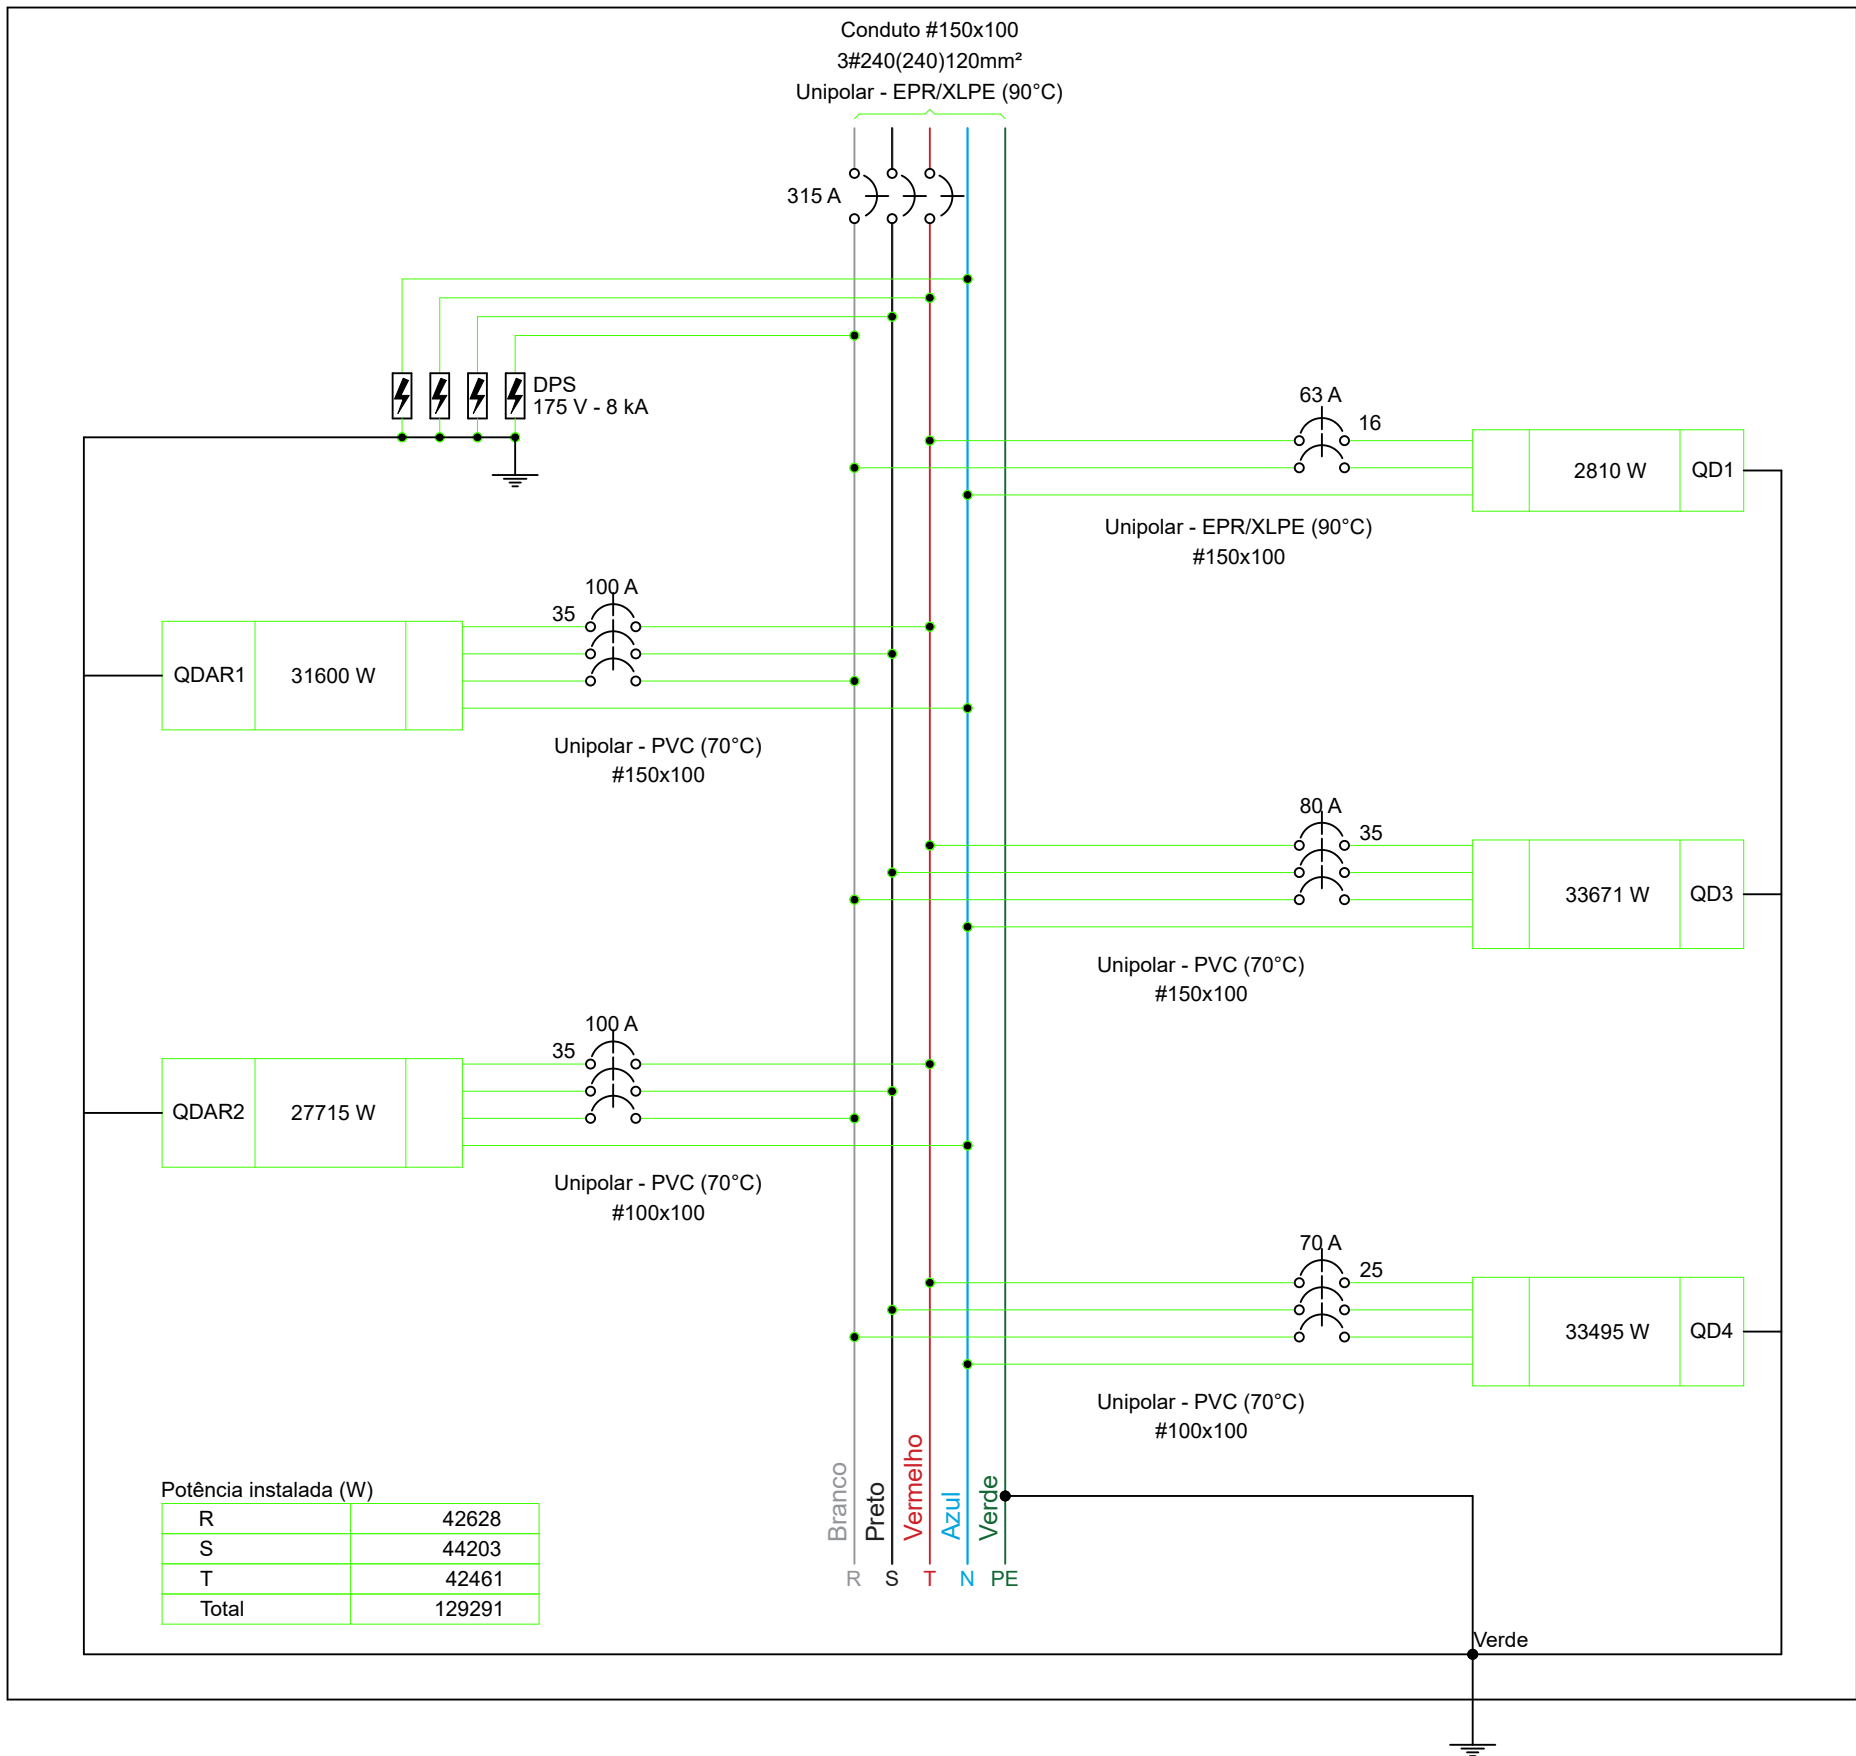 Conduto #150x100
3#240(240)120mm²
Unipolar - EPR/XLPE (90°C)
315 A
DPS
175 V - 8 kA
63 A
16
2810 W
QD1
Unipolar - EPR/XLPE (90°C)
#150x100
100 A
35
QDAR1
31600 W
Unipolar - PVC (70°C)
#150x100
80 A
35
33671 W
QD3
Unipolar - PVC (70°C)
#150x100
100 A
35
QDAR2
27715 W
Unipolar - PVC (70°C)
#100x100
70 A
25
33495 W
QD4
Unipolar - PVC (70°C)
#100x100
Branco
Preto
Vermelho
Azul
Verde
R S T N PE
Potência instalada (W)
R 42628
S 44203
T 42461
Total 129291
Verde